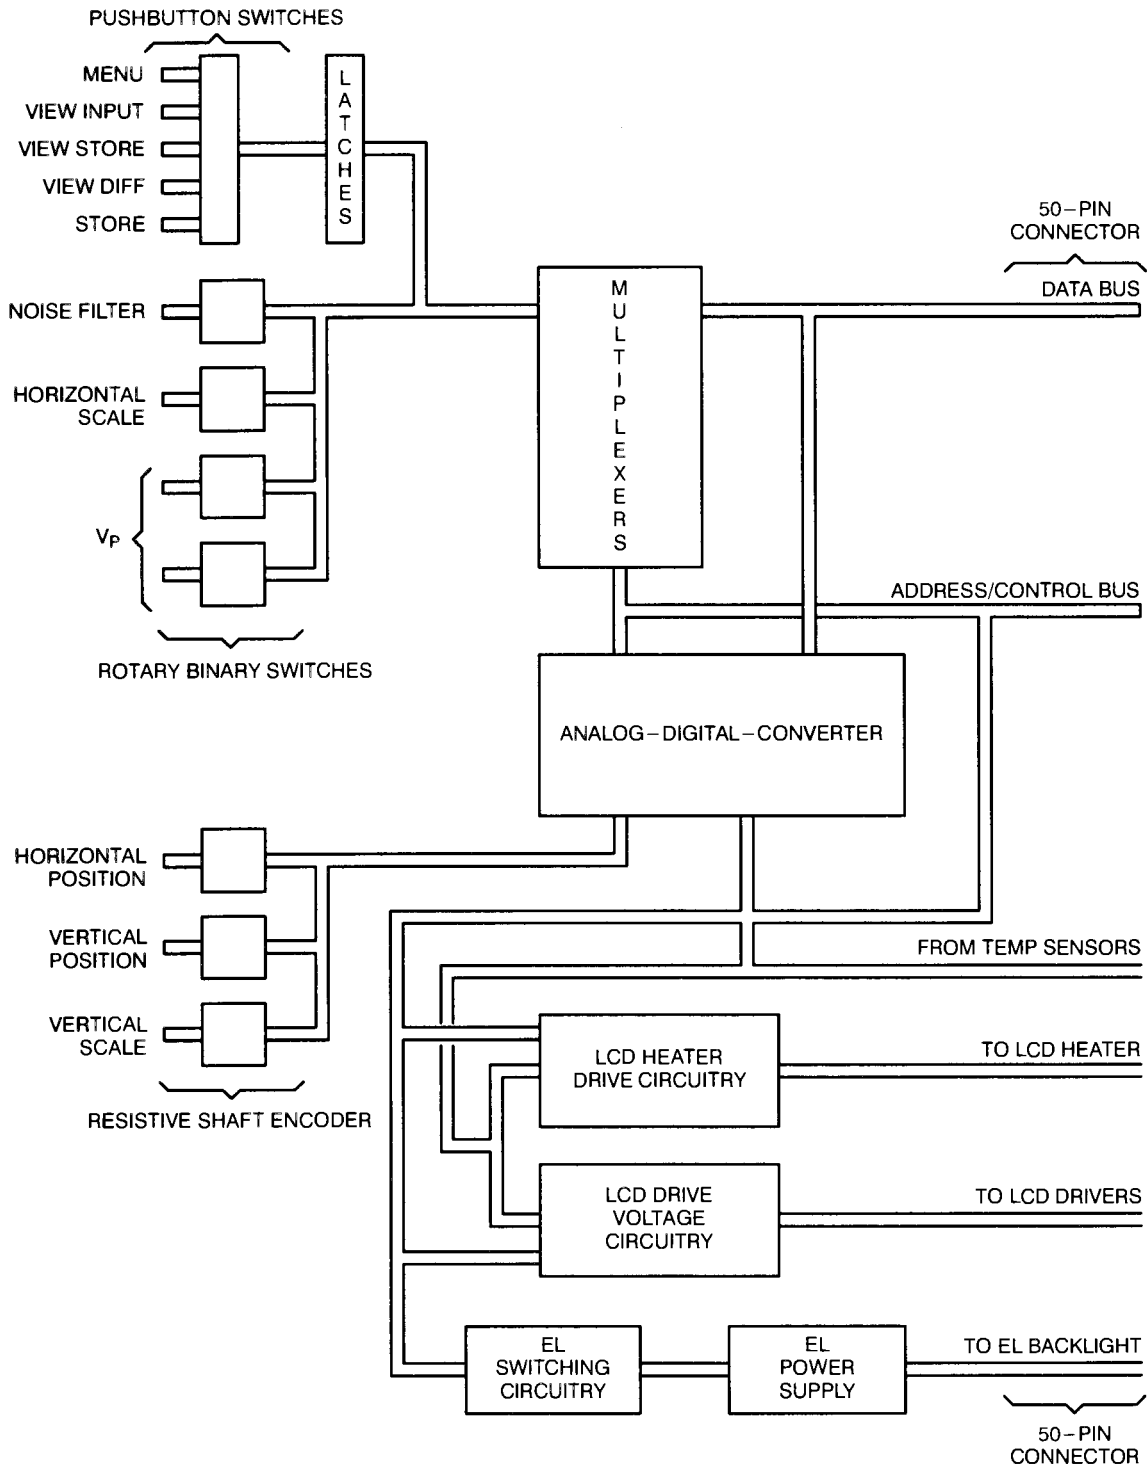 PUSHBUTTON SWITCHES
MENU
VIEW INPUT
VIEW STORE
VIEW DIFF
STORE
LATCHES
NOISE FILTER
HORIZONTAL
SCALE
VP
ROTARY BINARY SWITCHES
MULTIPLEXERS
50-PIN
CONNECTOR
DATA BUS
ADDRESS/CONTROL BUS
ANALOG-DIGITAL-CONVERTER
HORIZONTAL
POSITION
VERTICAL
POSITION
VERTICAL
SCALE
RESISTIVE SHAFT ENCODER
FROM TEMP SENSORS
LCD HEATER
DRIVE CIRCUITRY
TO LCD HEATER
LCD DRIVE
VOLTAGE
CIRCUITRY
TO LCD DRIVERS
EL
SWITCHING
CIRCUITRY
EL
POWER
SUPPLY
TO EL BACKLIGHT
50-PIN
CONNECTOR